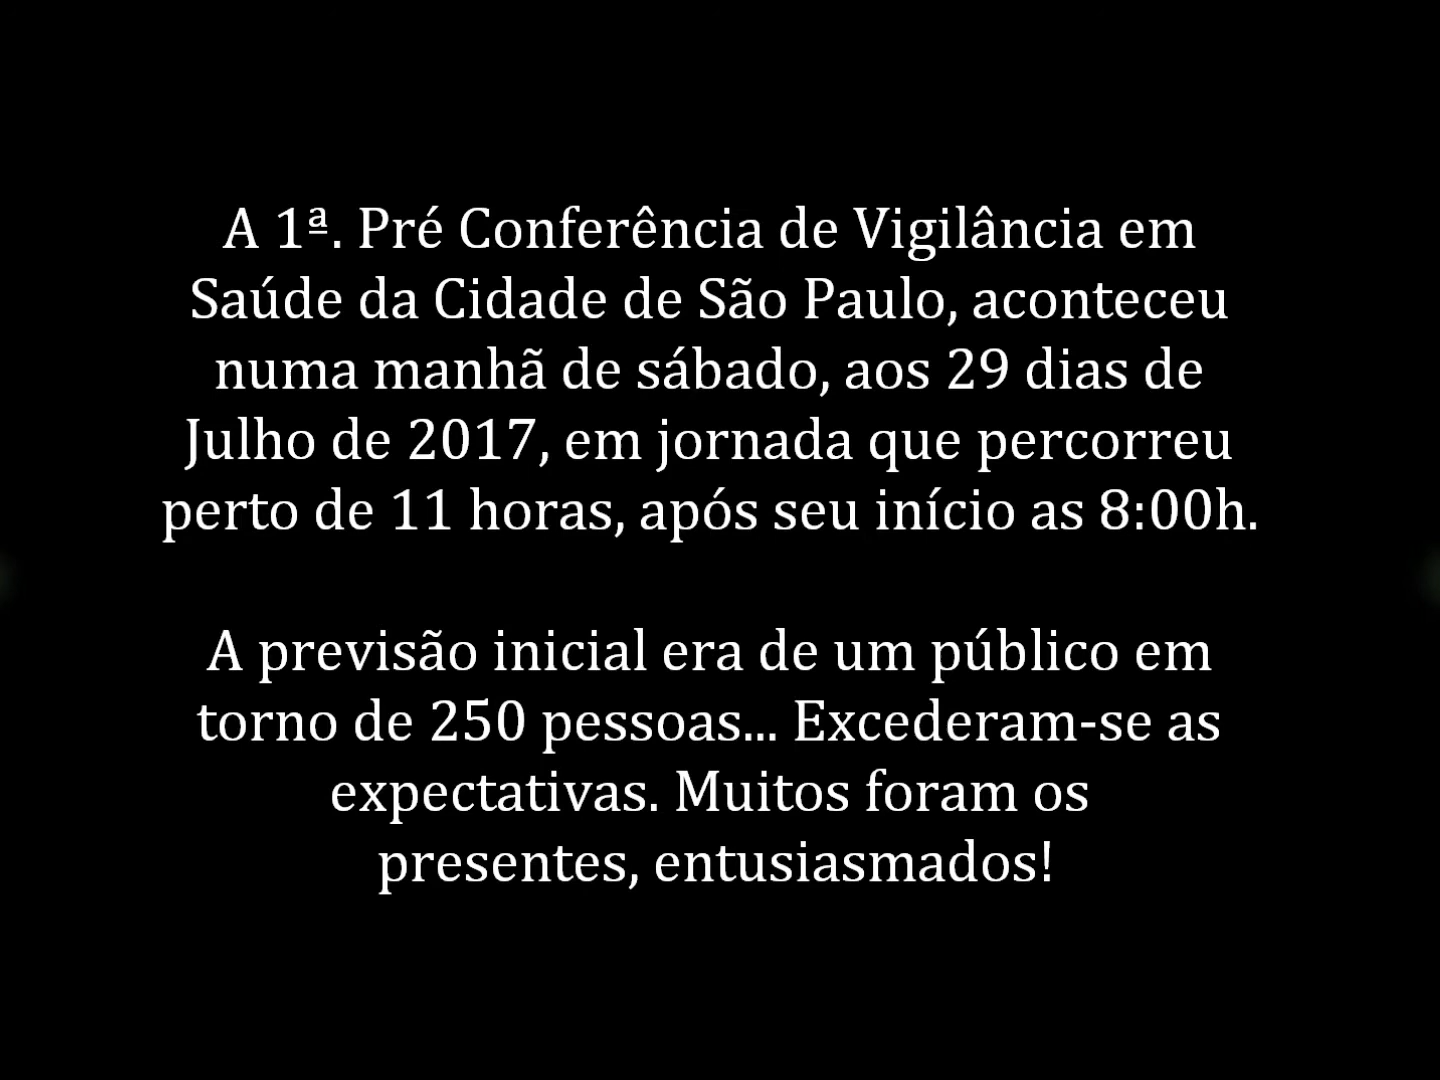 A 1ª. Pré Conferência de Vigilância em
Saúde da Cidade de São Paulo, aconteceu
numa manhã de sábado, aos 29 dias de
Julho de 2017, em jornada que percorreu
perto de 11 horas, após seu início as 8:00h.
A previsão inicial era de um público em
torno de 250 pessoas... Excederam-se as
expectativas. Muitos foram os
presentes, entusiasmados!